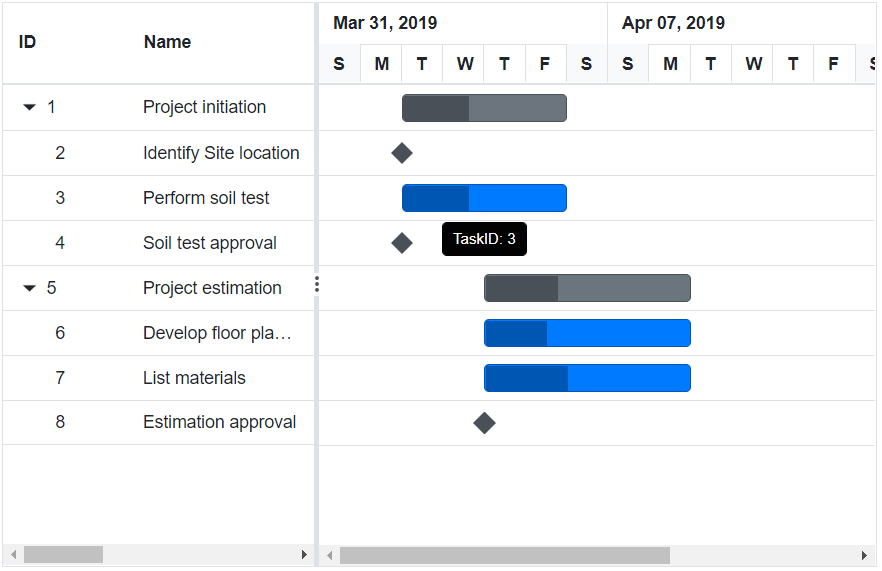 ID Name Mar 31, 2019 Apr 07, 2019
S M T W T F S S M T W T F S
1 Project initiation
2 Identify Site location
3 Perform soil test
4 Soil test approval
TaskID: 3
5 Project estimation
6 Develop floor pla…
7 List materials
8 Estimation approval